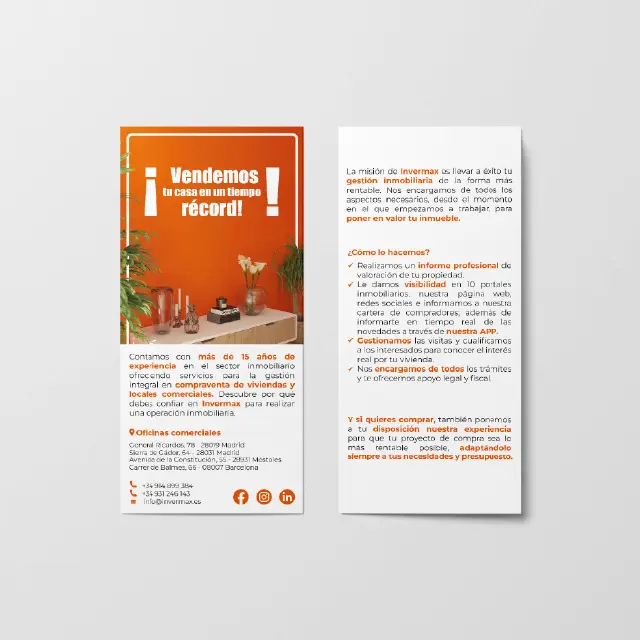 ¡Vendemos
tu casa en un tiempo
récord!
Contamos con más de 15 años de
experiencia en el sector inmobiliario
ofreciendo servicios para la gestión
integral en compraventa de viviendas y
locales comerciales. Descubre por qué
debes confiar en Invermax para realizar
una operación inmobiliaria.
Oficinas comerciales
General Ricardos, 78 - 28019 Madrid
Sierra de Gádor, 64 - 28031 Madrid
Avenida de la Constitución, 55 - 28931 Móstoles
Carrer de Balmes, 66 - 08007 Barcelona
+34 914 899 384
+34 931 246 143
info@invermax.es
La misión de Invermax es llevar a éxito tu
gestión inmobiliaria de la forma más
rentable. Nos encargamos de todos los
aspectos necesarios, desde el momento
en el que empezamos a trabajar, para
poner en valor tu inmueble.
¿Cómo lo hacemos?
Realizamos un informe profesional de
valoración de tu propiedad.
Le damos visibilidad en 10 portales
inmobiliarios, nuestra página web,
redes sociales e informamos a nuestra
cartera de compradores; además de
informarte en tiempo real de las
novedades a través de nuestra APP.
Gestionamos las visitas y cualificamos
a los interesados para conocer el interés
real por tu vivienda.
Nos encargamos de todos los trámites
y te ofrecemos apoyo legal y fiscal.
Y si quieres comprar, también ponemos
a tu disposición nuestra experiencia
para que tu proyecto de compra sea lo
más rentable posible, adaptándolo
siempre a tus necesidades y presupuesto.